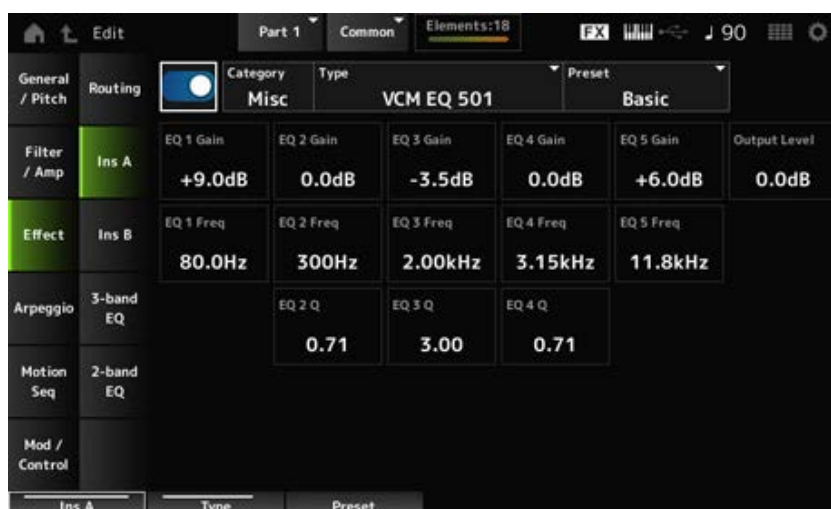 Edit
Part 1
Common
Elements:18
FX
90
General / Pitch
Filter / Amp
Effect
Arpeggio
Motion Seq
Mod / Control
Routing
Ins A
Ins B
3-band EQ
2-band EQ
Category
Misc
Type
VCM EQ 501
Preset
Basic
EQ 1 Gain
+9.0dB
EQ 2 Gain
0.0dB
EQ 3 Gain
-3.5dB
EQ 4 Gain
0.0dB
EQ 5 Gain
+6.0dB
Output Level
0.0dB
EQ 1 Freq
80.0Hz
EQ 2 Freq
300Hz
EQ 3 Freq
2.00kHz
EQ 4 Freq
3.15kHz
EQ 5 Freq
11.8kHz
EQ 2 Q
0.71
EQ 3 Q
3.00
EQ 4 Q
0.71
Ins A
Type
Preset